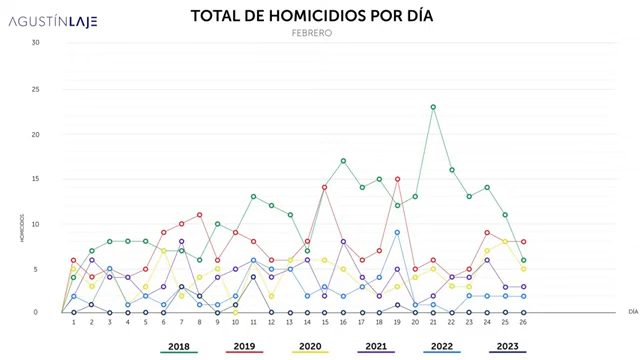 AGUSTÍNLAJE
TOTAL DE HOMICIDIOS POR DÍA
FEBRERO
30
25
20
15
10
5
0
HOMICIDIOS
1 2 3 4 5 6 7 8 9 10 11 12 13 14 15 16 17 18 19 20 21 22 23 24 25 26
DÍA
2018 2019 2020 2021 2022 2023